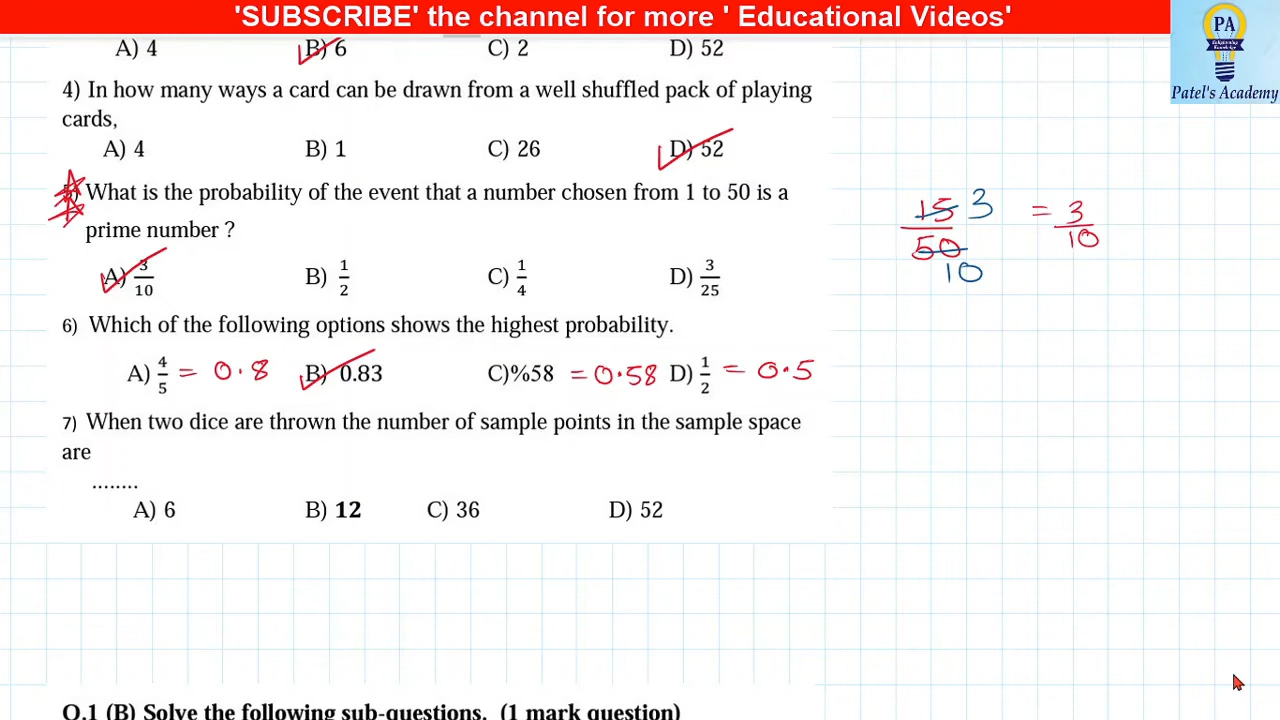 'SUBSCRIBE' the channel for more ' Educational Videos'
PA
Patel's Academy
A) 4 B) 6 C) 2 D) 52
4) In how many ways a card can be drawn from a well shuffled pack of playing
cards,
A) 4 B) 1 C) 26 D) 52
What is the probability of the event that a number chosen from 1 to 50 is a
prime number ?
A) 3/10 B) 1/2 C) 1/4 D) 3/25
15 3 = 3
50 10
10
6) Which of the following options shows the highest probability.
A) 4/5 = 0.8 B) 0.83 C)%58 = 0.58 D) 1/2 = 0.5
7) When two dice are thrown the number of sample points in the sample space
are
........
A) 6 B) 12 C) 36 D) 52
Q.1 (B) Solve the following sub-questions. (1 mark question)